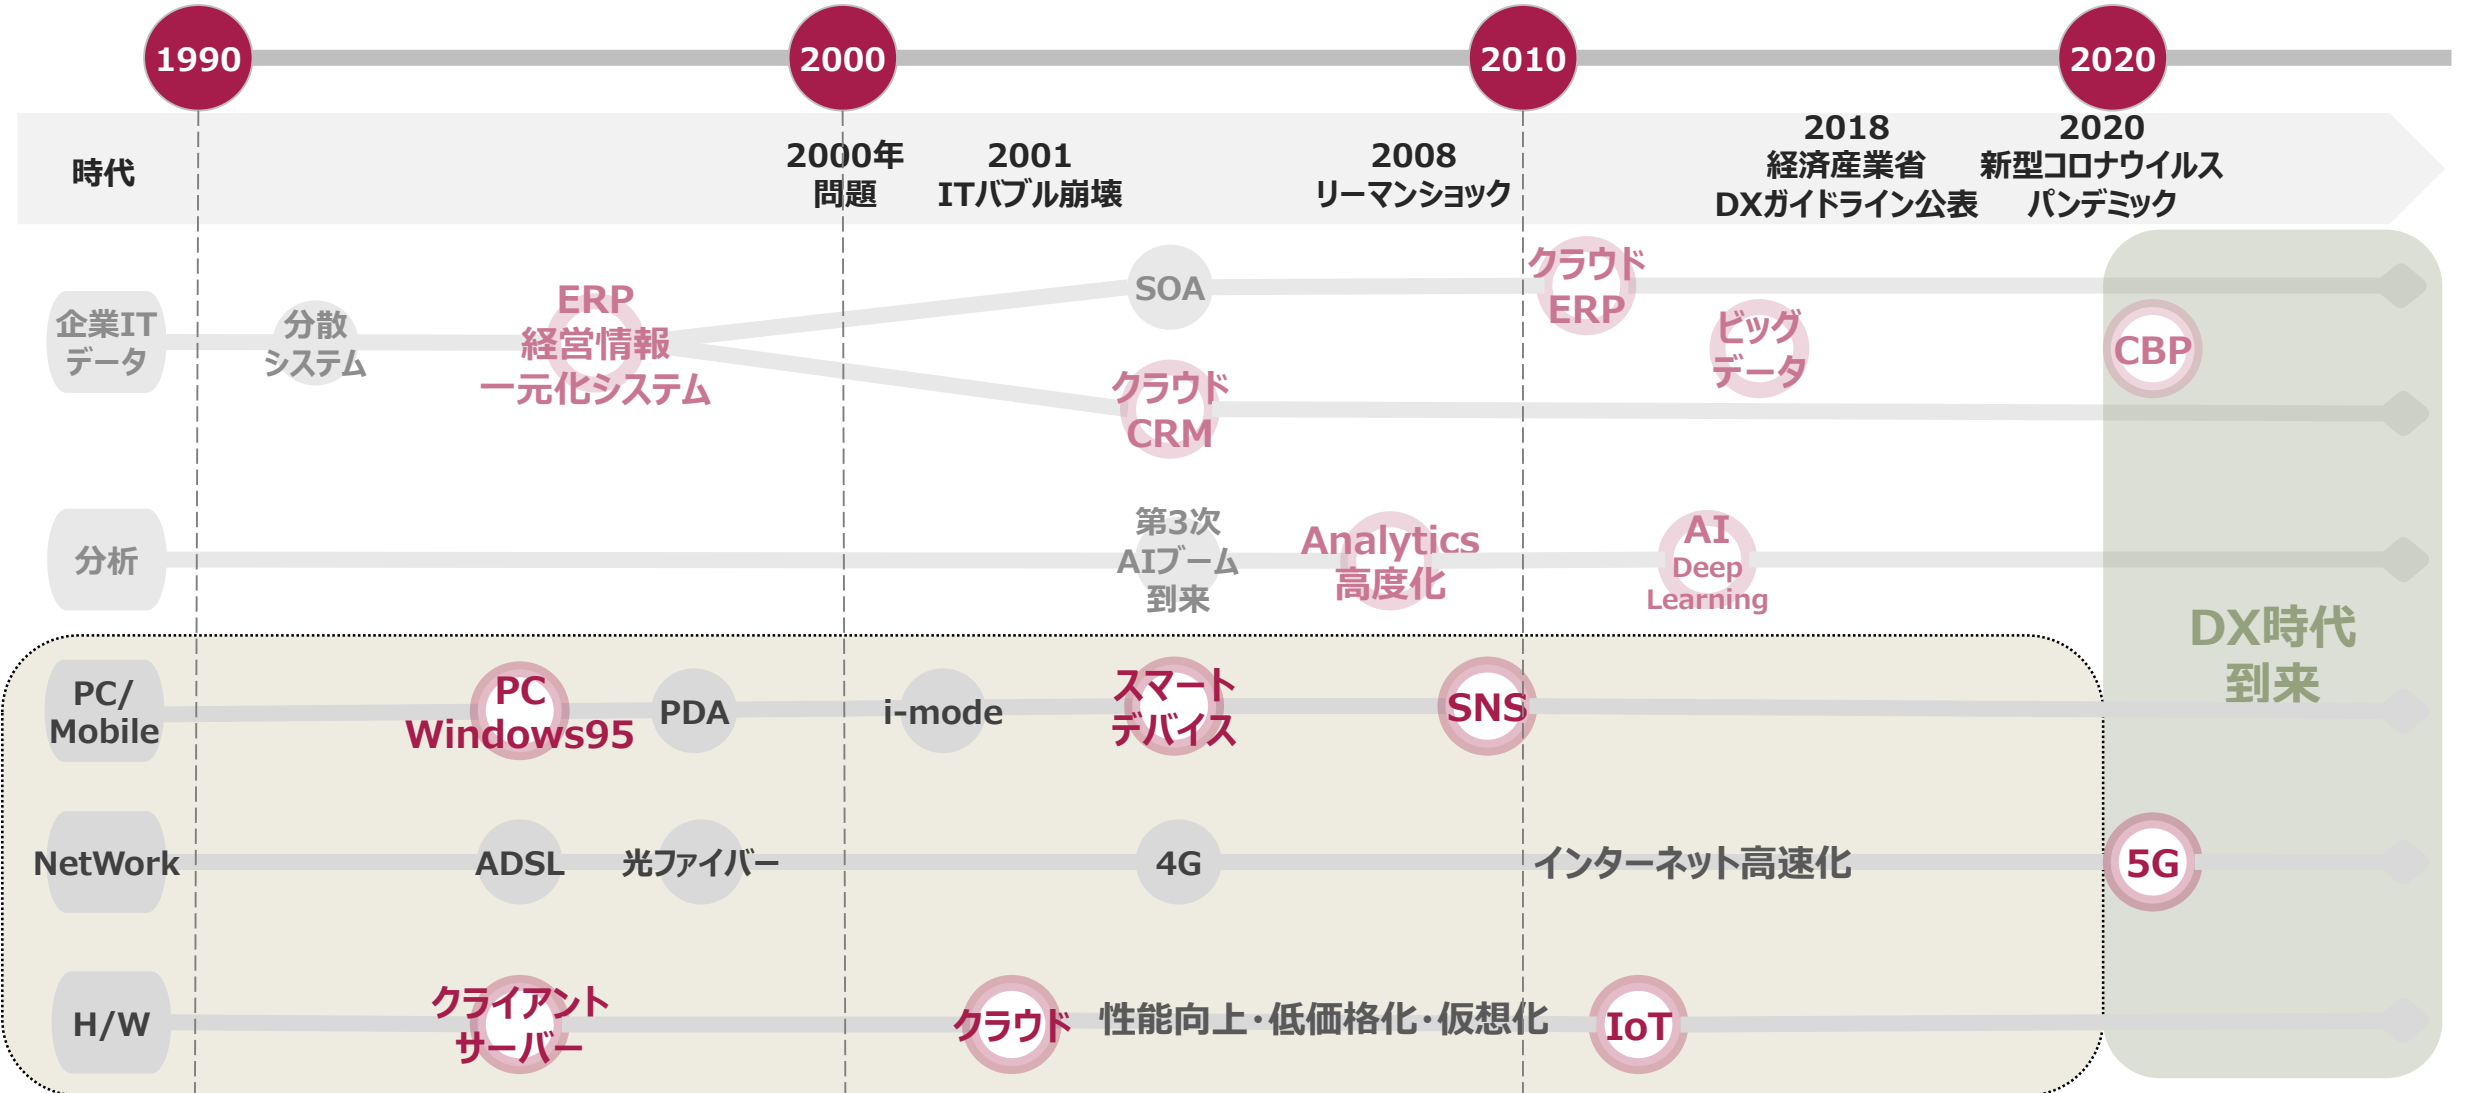 1990
2000
2010
2020
時代
2000年
問題
2001
ITバブル崩壊
2008
リーマンショック
2018
経済産業省
DXガイドライン公表
2020
新型コロナウイルス
パンデミック
企業IT
データ
分散
システム
ERP
経営情報
一元化システム
SOA
クラウド
CRM
クラウド
ERP
ビッグ
データ
CBP
分析
第3次
AIブーム
到来
Analytics
高度化
AI
Deep
Learning
DX時代
到来
PC/
Mobile
PC
Windows95
PDA
i-mode
スマート
デバイス
SNS
NetWork
ADSL
光ファイバー
4G
インターネット高速化
5G
H/W
クライアント
サーバー
クラウド
性能向上・低価格化・仮想化
IoT